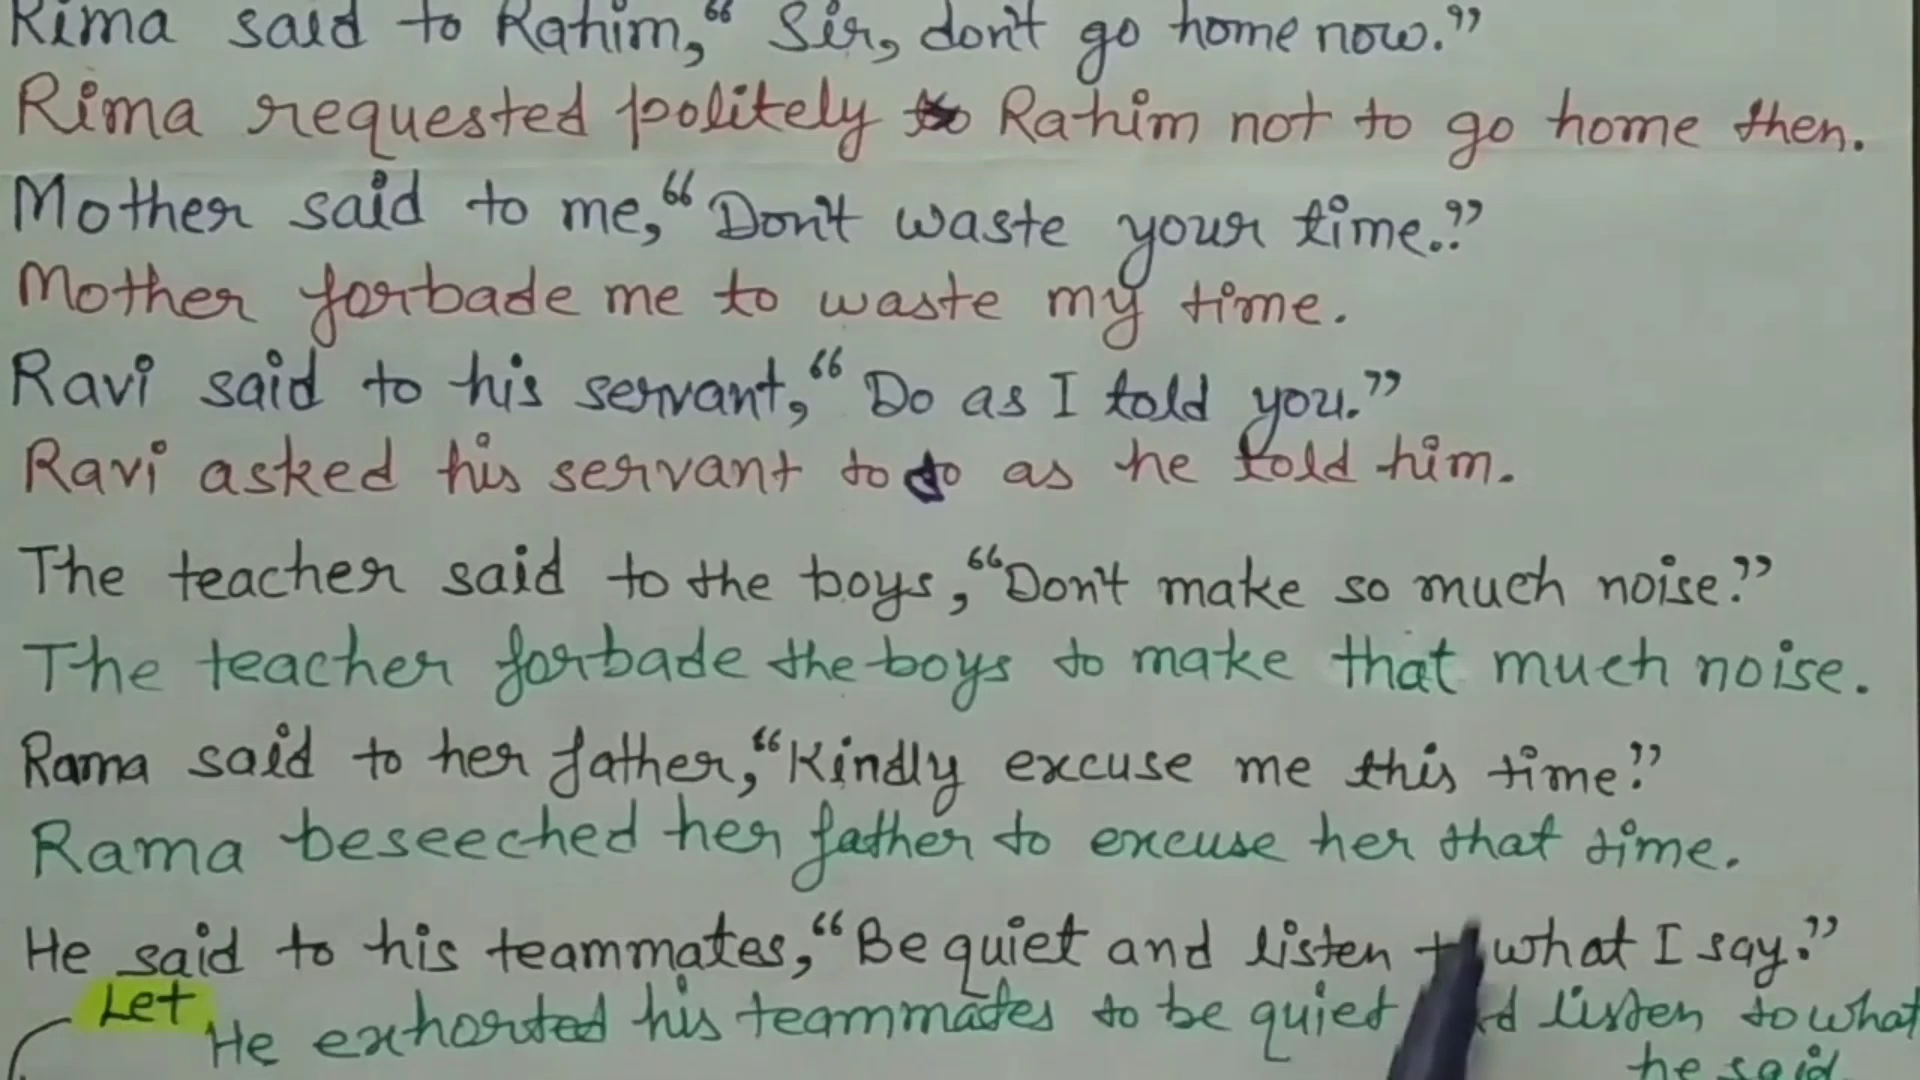 Rima said to Rahim, “Sir, don't go home now.”
Rima requested politely Rahim not to go home then.
Mother said to me, “Don't waste your time.”
Mother forbade me to waste my time.
Ravi said to his servant, “Do as I told you.”
Ravi asked his servant to do as he told him.
The teacher said to the boys, “Don't make so much noise.”
The teacher forbade the boys to make that much noise.
Rama said to her father, “Kindly excuse me this time.”
Rama beseeched her father to excuse her that time.
He said to his teammates, “Be quiet and listen what I say.”
Let
He exhorted his teammates to be quiet listen to what
he said